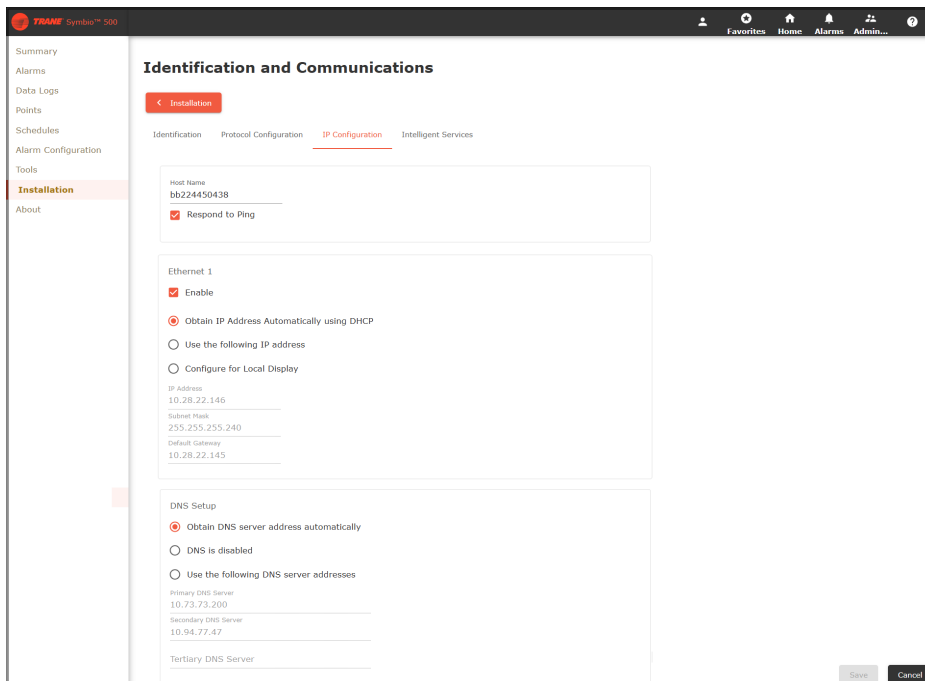 TRANE Symbio™ 500
Favorites Home Alarms Admin...
Summary
Alarms
Data Logs
Points
Schedules
Alarm Configuration
Tools
Installation
About
Identification and Communications
Installation
Identification Protocol Configuration IP Configuration Intelligent Services
Host Name
bb224450438
Respond to Ping
Ethernet 1
Enable
Obtain IP Address Automatically using DHCP
Use the following IP address
Configure for Local Display
IP Address
10.28.22.146
Subnet Mask
255.255.255.240
Default Gateway
10.28.22.145
DNS Setup
Obtain DNS server address automatically
DNS is disabled
Use the following DNS server addresses
Primary DNS Server
10.73.73.200
Secondary DNS Server
10.94.77.47
Tertiary DNS Server
Save Cancel